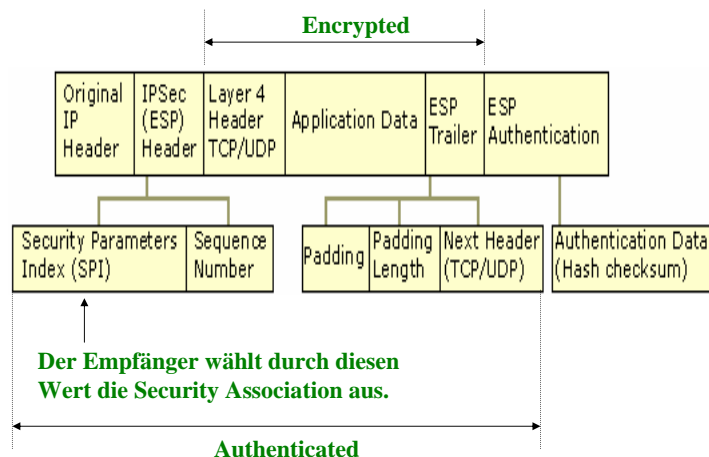 Encrypted
Original IP Header
IPSec (ESP) Header
Layer 4 Header TCP/UDP
Application Data
ESP Trailer
ESP Authentication
Security Parameters Index (SPI)
Sequence Number
Padding
Padding Length
Next Header (TCP/UDP)
Authentication Data (Hash checksum)
Der Empfänger wählt durch diesen
Wert die Security Association aus.
Authenticated